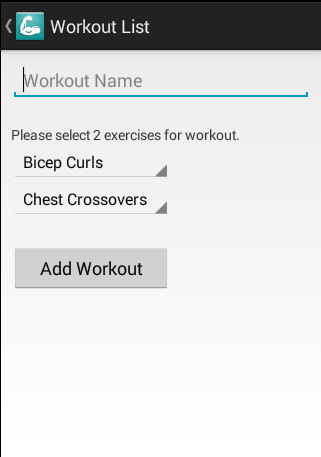 Workout List
Workout Name
Please select 2 exercises for workout.
Bicep Curls
Chest Crossovers
Add Workout